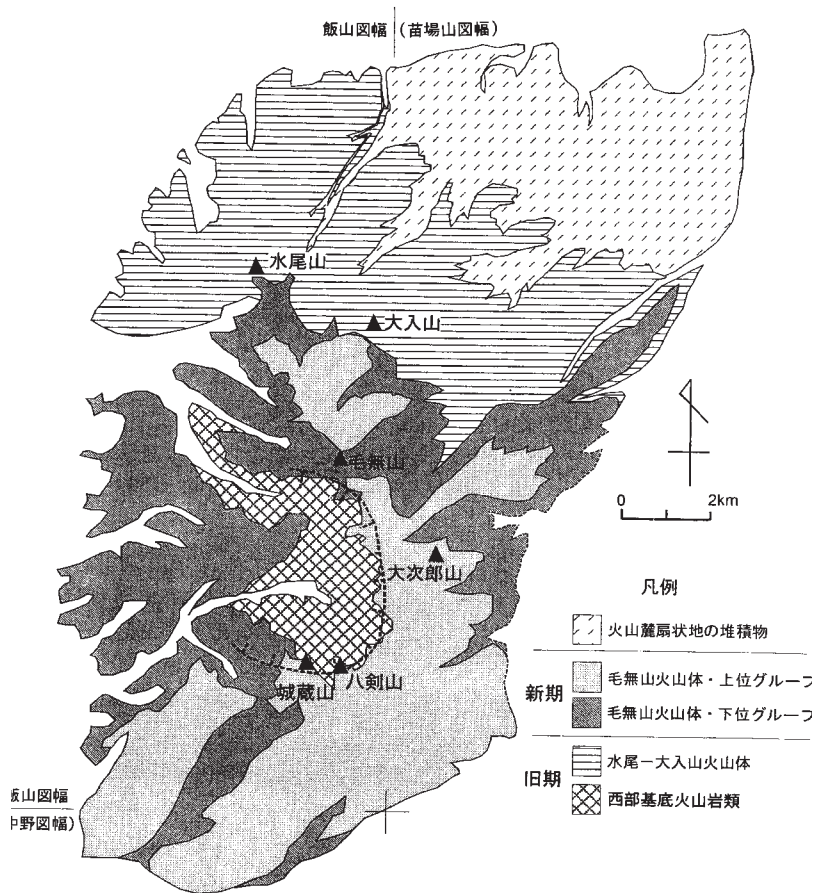 飯山図幅 (苗場山図幅)
水尾山
大入山
毛無山
大次郎山
城蔵山
八剣山
0 2km
凡例
火山麓扇状地の堆積物
新期
毛無山火山体・上位グループ
毛無山火山体・下位グループ
旧期
水尾ー大入山火山体
西部基底火山岩類
飯山図幅
中野図幅)